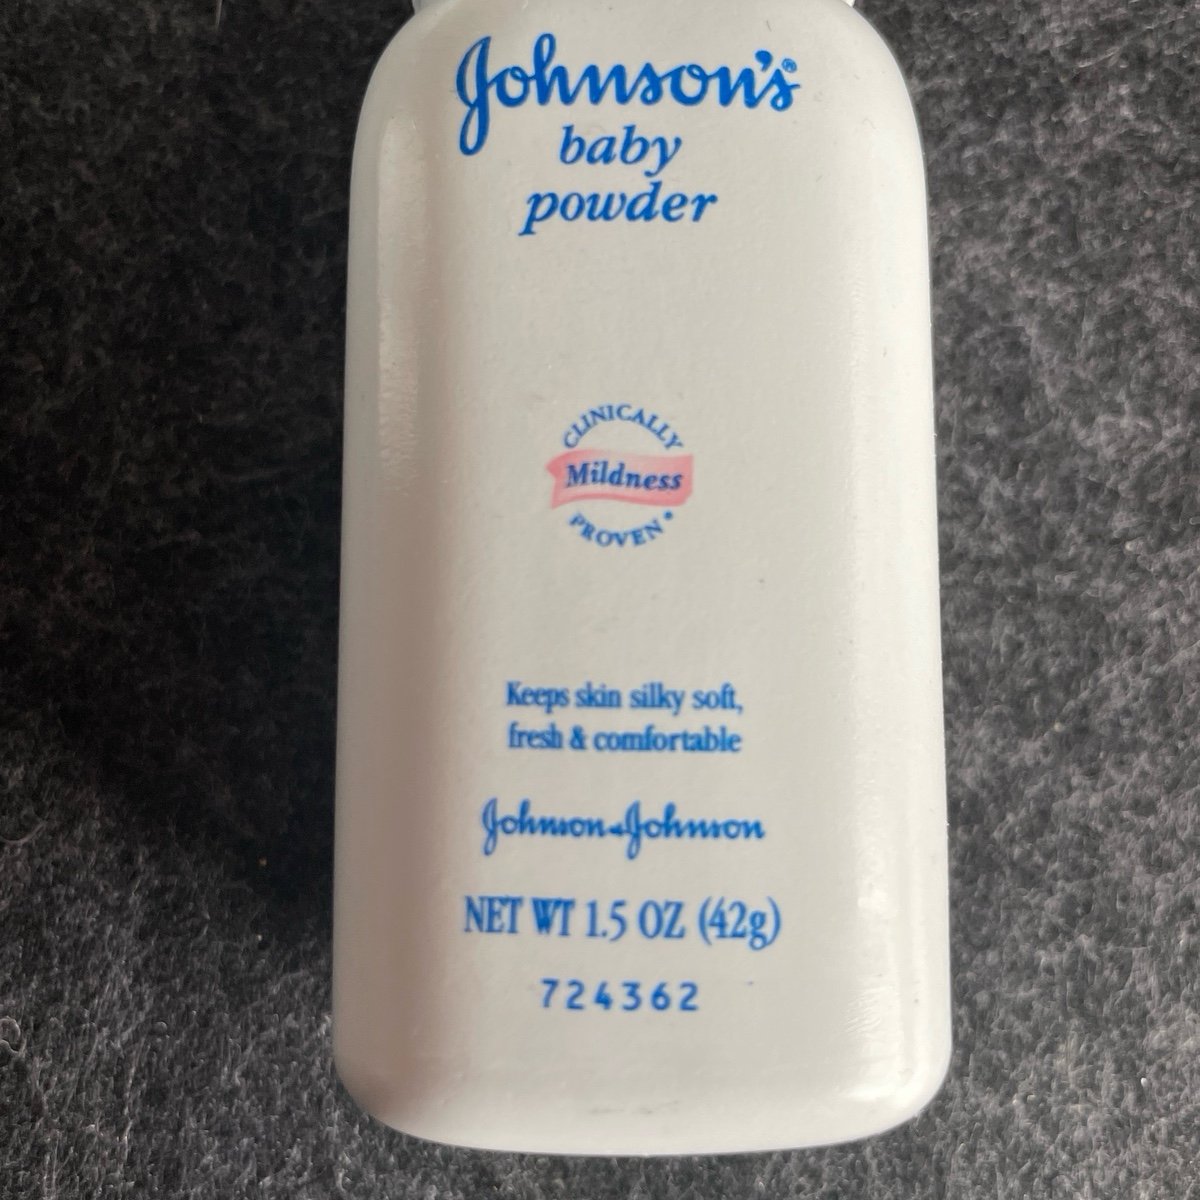 Johnson's®
baby
powder
CLINICALLY
Mildness
PROVEN•
Keeps skin silky soft,
fresh & comfortable
Johnson & Johnson
NET WT 1.5 OZ (42g)
724362